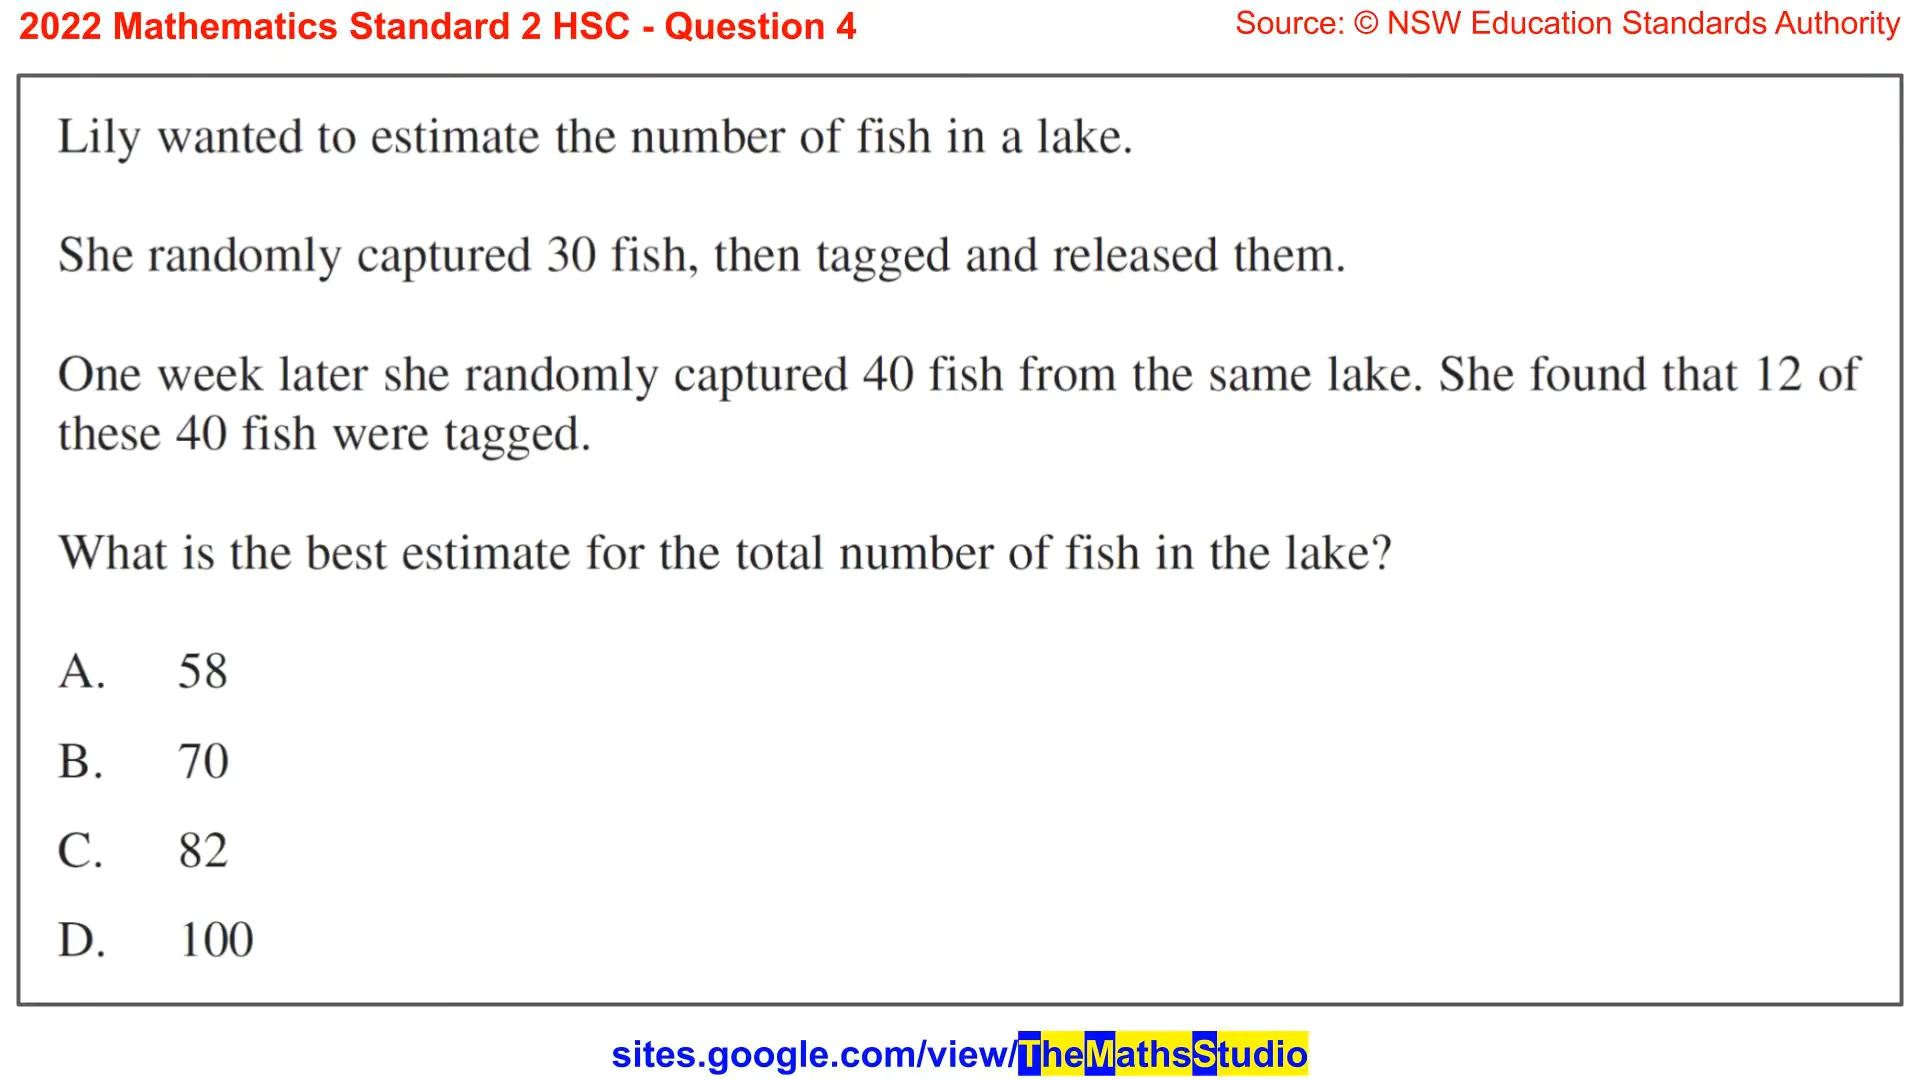 2022 Mathematics Standard 2 HSC - Question 4
Source: © NSW Education Standards Authority
Lily wanted to estimate the number of fish in a lake.
She randomly captured 30 fish, then tagged and released them.
One week later she randomly captured 40 fish from the same lake. She found that 12 of
these 40 fish were tagged.
What is the best estimate for the total number of fish in the lake?
A. 58
B. 70
C. 82
D. 100
sites.google.com/view/TheMathsStudio